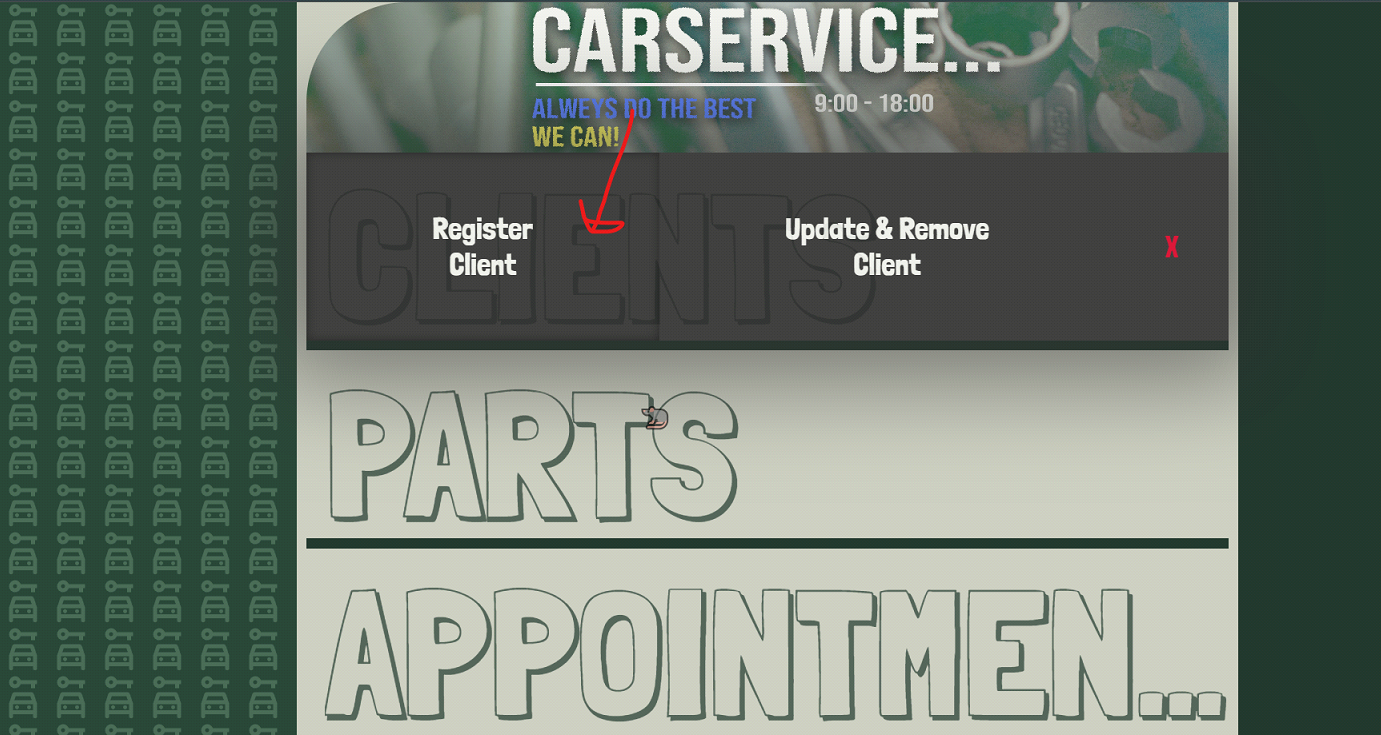 CARSERVICE...
ALWEYS DO THE BEST
WE CAN!
9:00 - 18:00
CLIENTS
Register
Client
Update & Remove
Client
X
PARTS
APPOINTMEN...